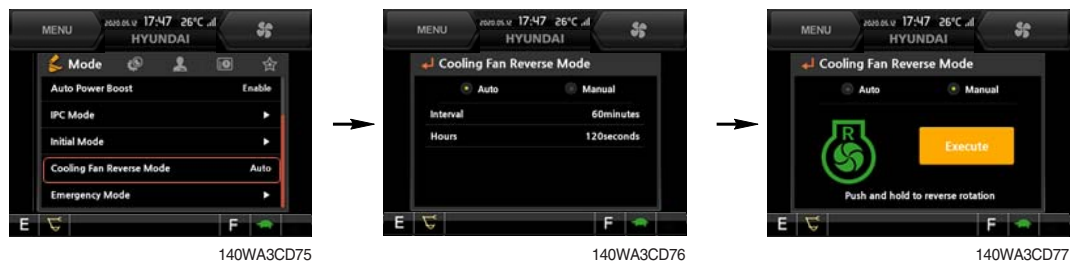 MENU
2020.05.12 17:47 26°C
HYUNDAI
Mode
Auto Power Boost Enable
IPC Mode
Initial Mode
Cooling Fan Reverse Mode Auto
Emergency Mode
E F
140WA3CD75
MENU
2020.05.12 17:47 26°C
HYUNDAI
Cooling Fan Reverse Mode
Auto Manual
Interval 60minutes
Hours 120seconds
E F
140WA3CD76
MENU
2020.05.12 17:47 26°C
HYUNDAI
Cooling Fan Reverse Mode
Auto Manual
R
Execute
Push and hold to reverse rotation
E F
140WA3CD77